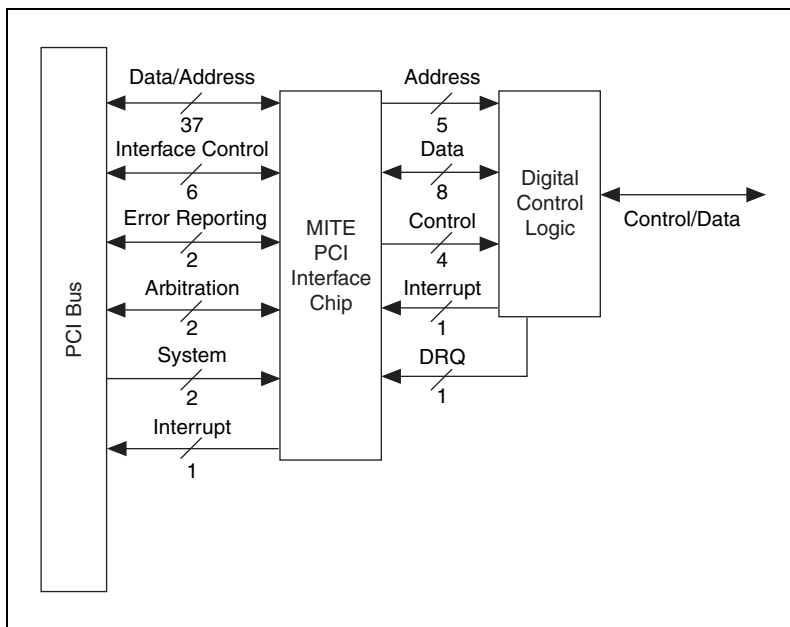 PCI Bus
Data/Address
37
Interface Control
6
Error Reporting
2
Arbitration
2
System
2
Interrupt
1
MITE
PCI
Interface
Chip
Address
5
Data
8
Control
4
Interrupt
1
DRQ
1
Digital
Control
Logic
Control/Data